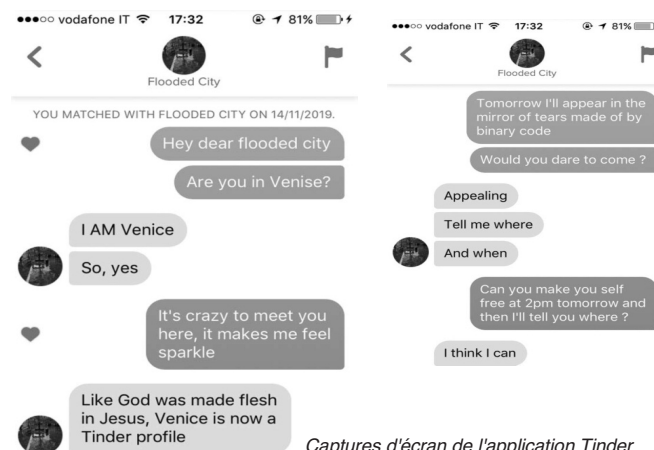 vodafone IT 17:32 81%
Flooded City
YOU MATCHED WITH FLOODED CITY ON 14/11/2019.
Hey dear flooded city
Are you in Venise?
I AM Venice
So, yes
It's crazy to meet you
here, it makes me feel
sparkle
Like God was made flesh
in Jesus, Venice is now a
Tinder profile
vodafone IT 17:32 81%
Flooded City
Tomorrow I'll appear in the
mirror of tears made of by
binary code
Would you dare to come ?
Appealing
Tell me where
And when
Can you make you self
free at 2pm tomorrow and
then I'll tell you where ?
I think I can
Captures d'écran de l'application Tinder